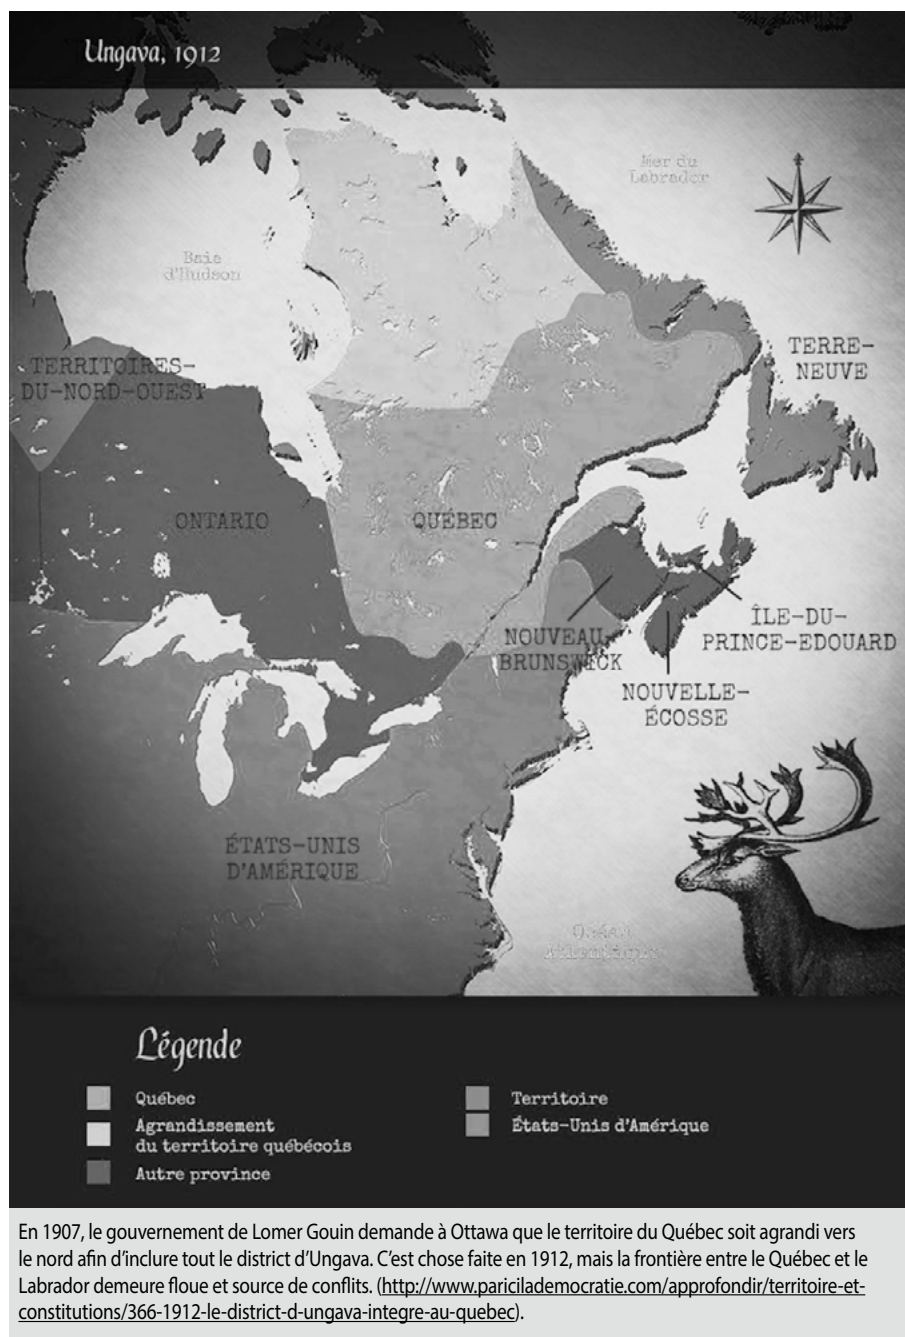 Ungava, 1912
Mer du
Labrador
Baie
d'Hudson
TERRITOIRES-
DU-NORD-OUEST
TERRE-
NEUVE
ONTARIO
QUÉBEC
ÎLE-DU-
PRINCE-EDOUARD
NOUVEAU-
BRUNSWICK
NOUVELLE-
ÉCOSSE
ÉTATS-UNIS
D'AMÉRIQUE
Océan
Atlantique
Légende
Québec
Agrandissement
du territoire québécois
Autre province
Territoire
États-Unis d'Amérique
En 1907, le gouvernement de Lomer Gouin demande à Ottawa que le territoire du Québec soit agrandi vers
le nord afin d'inclure tout le district d'Ungava. C'est chose faite en 1912, mais la frontière entre le Québec et le
Labrador demeure floue et source de conflits. (http://www.paricilademocratie.com/approfondir/territoire-et-
constitutions/366-1912-le-district-d-ungava-integre-au-quebec).